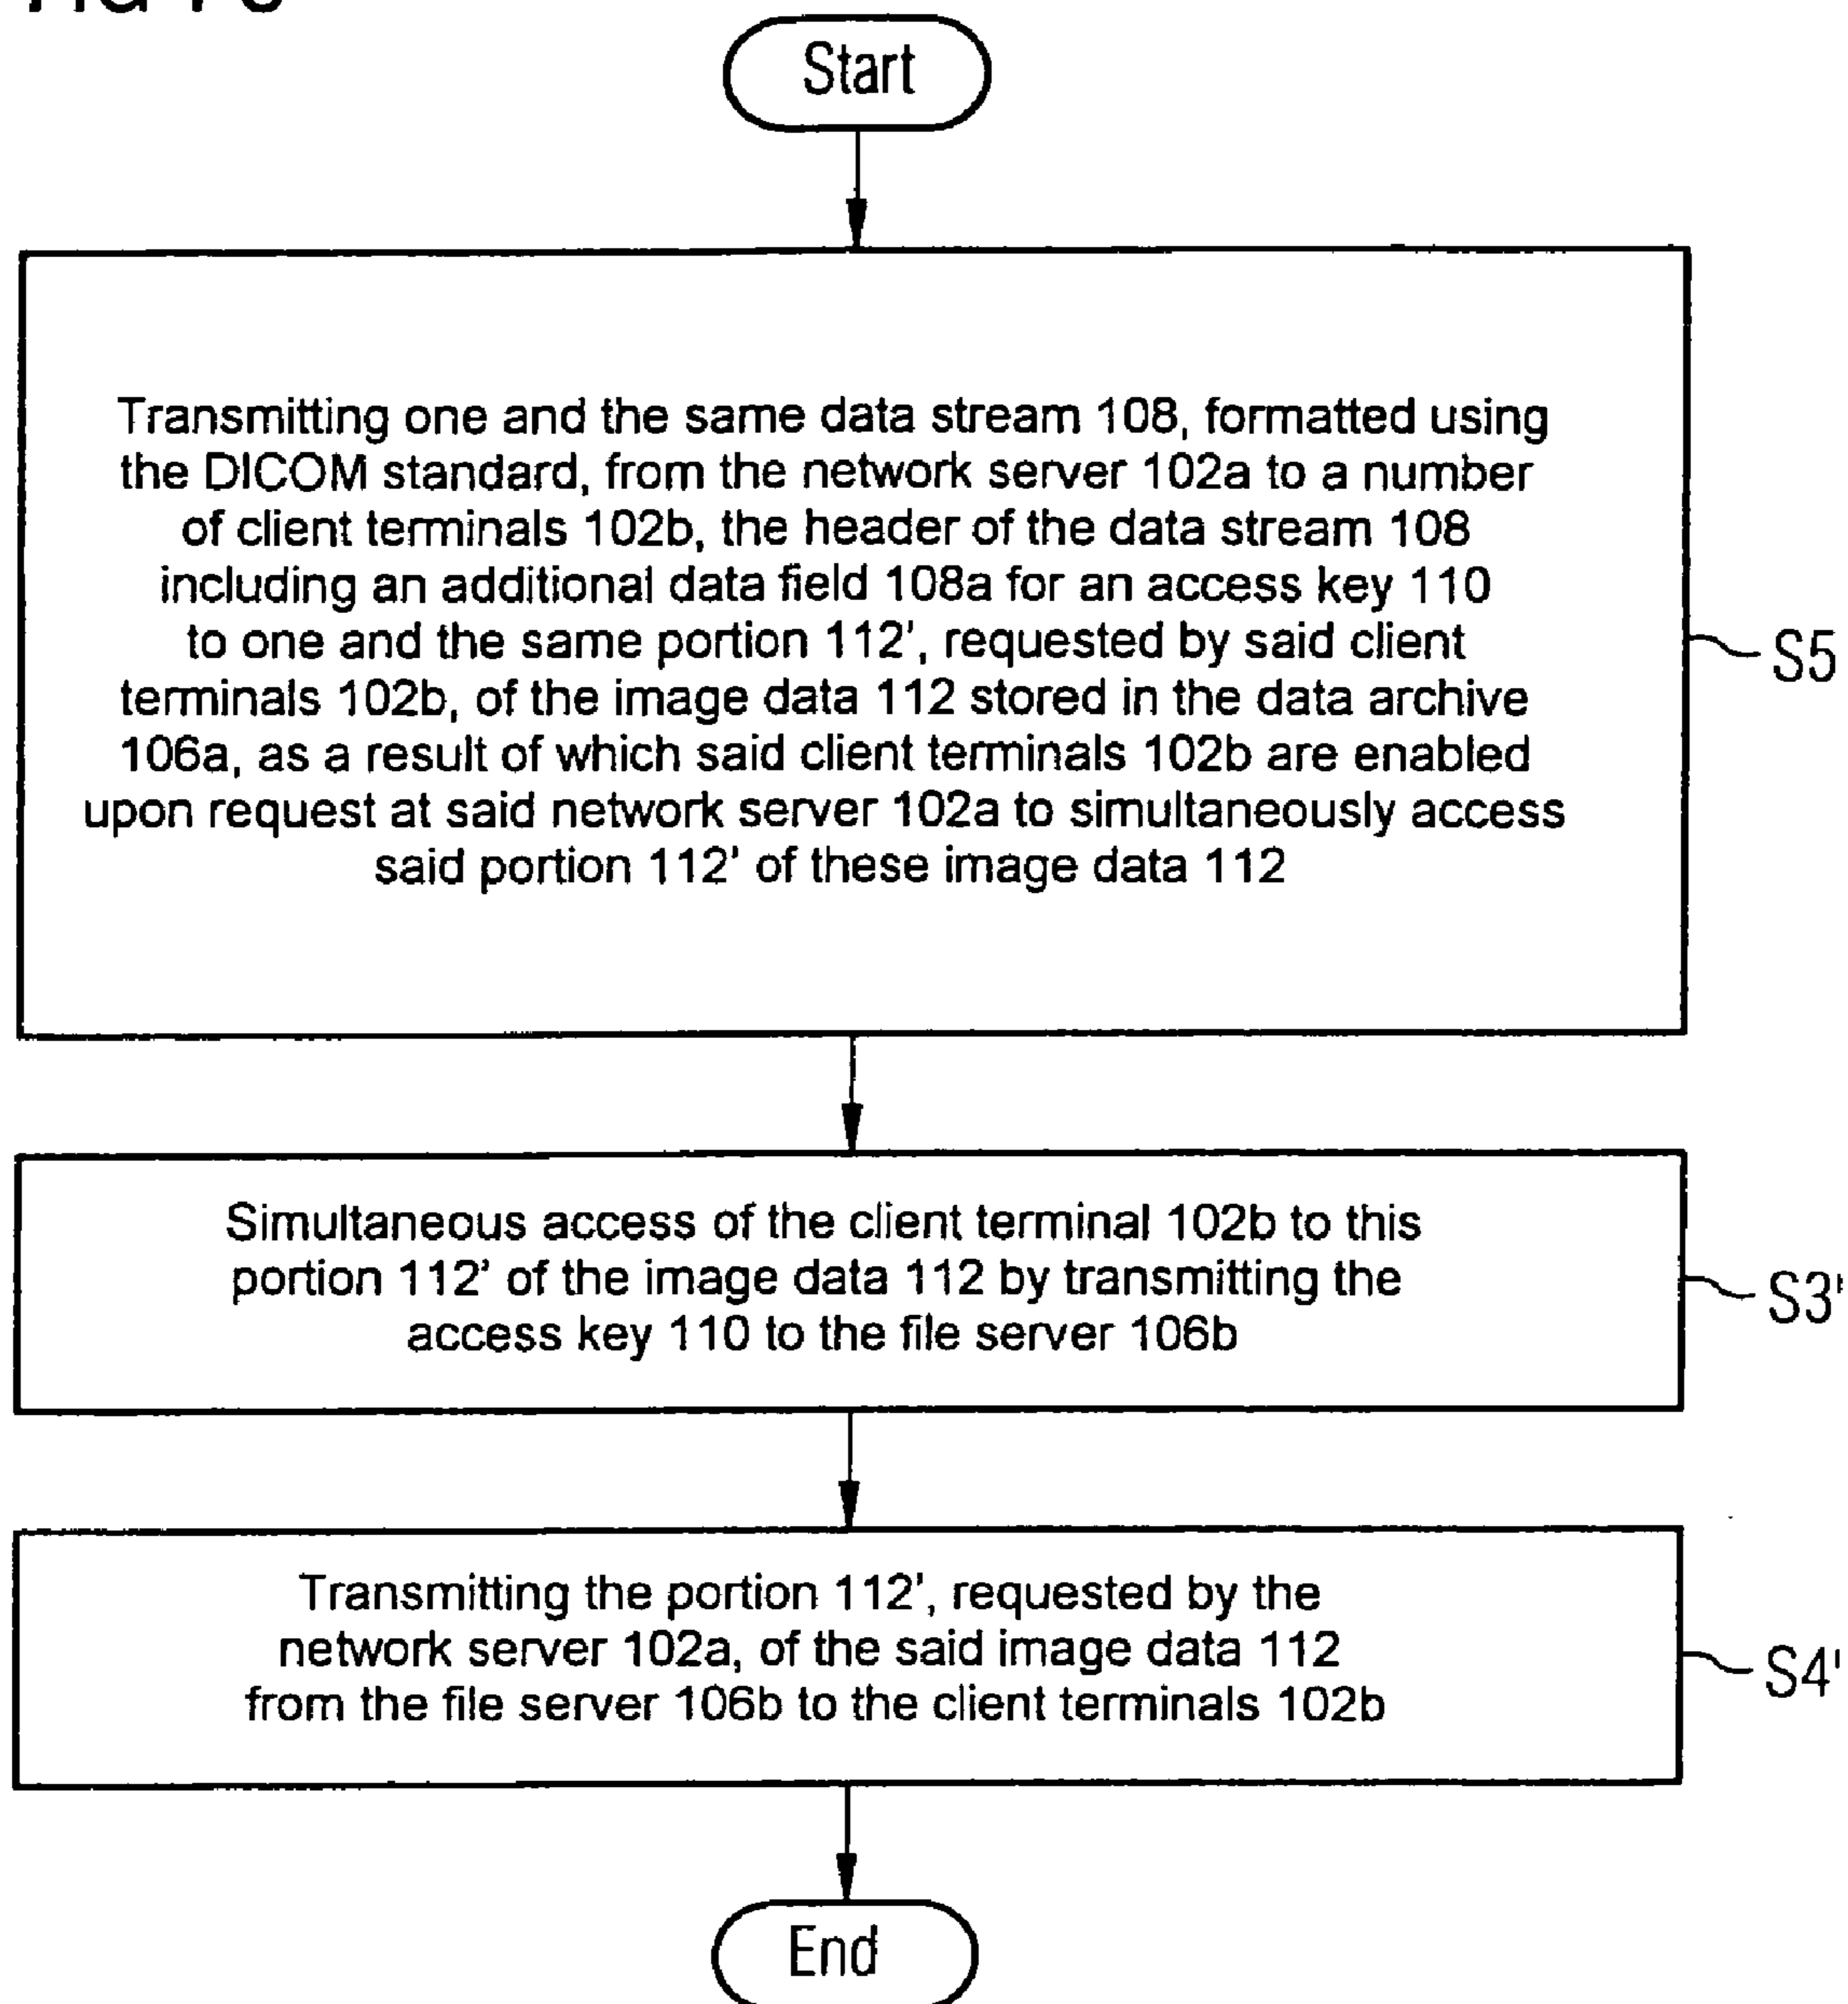 Start
Transmitting one and the same data stream 108, formatted using
the DICOM standard, from the network server 102a to a number
of client terminals 102b, the header of the data stream 108
including an additional data field 108a for an access key 110
to one and the same portion 112', requested by said client
terminals 102b, of the image data 112 stored in the data archive
106a, as a result of which said client terminals 102b are enabled
upon request at said network server 102a to simultaneously access
said portion 112' of these image data 112
S5
Simultaneous access of the client terminal 102b to this
portion 112' of the image data 112 by transmitting the
access key 110 to the file server 106b
S3'
Transmitting the portion 112', requested by the
network server 102a, of the said image data 112
from the file server 106b to the client terminals 102b
S4'
End